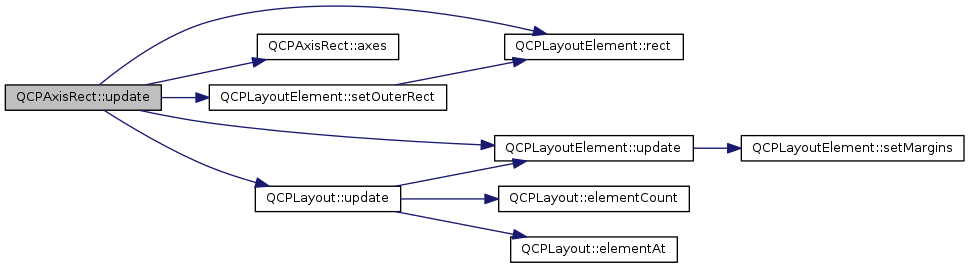 QCPAxisRect::update
QCPAxisRect::axes
QCPLayoutElement::rect
QCPLayoutElement::setOuterRect
QCPLayoutElement::update
QCPLayoutElement::setMargins
QCPLayout::update
QCPLayout::elementCount
QCPLayout::elementAt